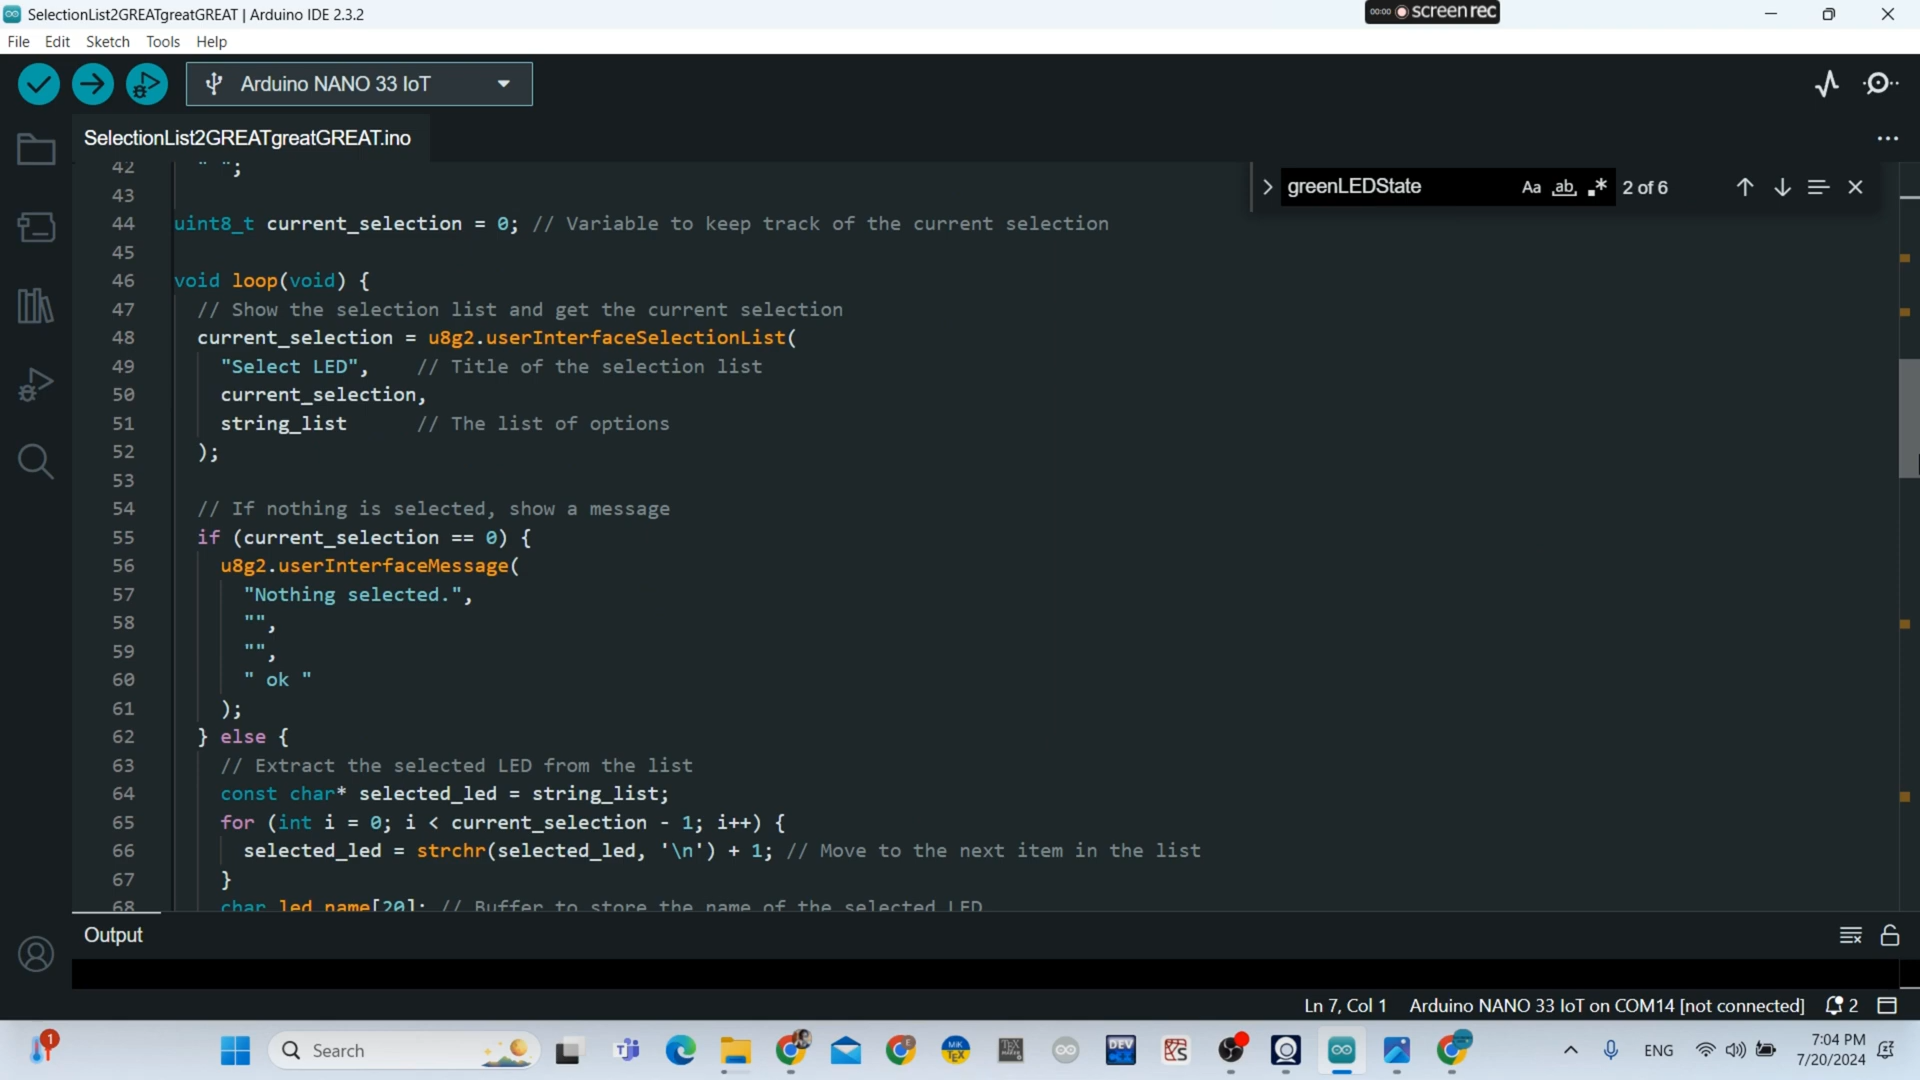 SelectionList2GREATgreatGREAT | Arduino IDE 2.3.2
00:00 screenrec
File Edit Sketch Tools Help
Arduino NANO 33 IoT
SelectionList2GREATgreatGREAT.ino
greenLEDState Aa ab, .* 2 of 6
42 " ";
43
44 uint8_t current_selection = 0; // Variable to keep track of the current selection
45
46 void loop(void) {
47 // Show the selection list and get the current selection
48 current_selection = u8g2.userInterfaceSelectionList(
49 "Select LED", // Title of the selection list
50 current_selection,
51 string_list // The list of options
52 );
53
54 // If nothing is selected, show a message
55 if (current_selection == 0) {
56 u8g2.userInterfaceMessage(
57 "Nothing selected.",
58 "",
59 "",
60 " ok "
61 );
62 } else {
63 // Extract the selected LED from the list
64 const char* selected_led = string_list;
65 for (int i = 0; i < current_selection - 1; i++) {
66 selected_led = strchr(selected_led, '\n') + 1; // Move to the next item in the list
67 }
68 char led_name[20]; // Buffer to store the name of the selected LED
Output
Ln 7, Col 1 Arduino NANO 33 IoT on COM14 [not connected] 2
1 Search DEV ENG 7:04 PM
7/20/2024